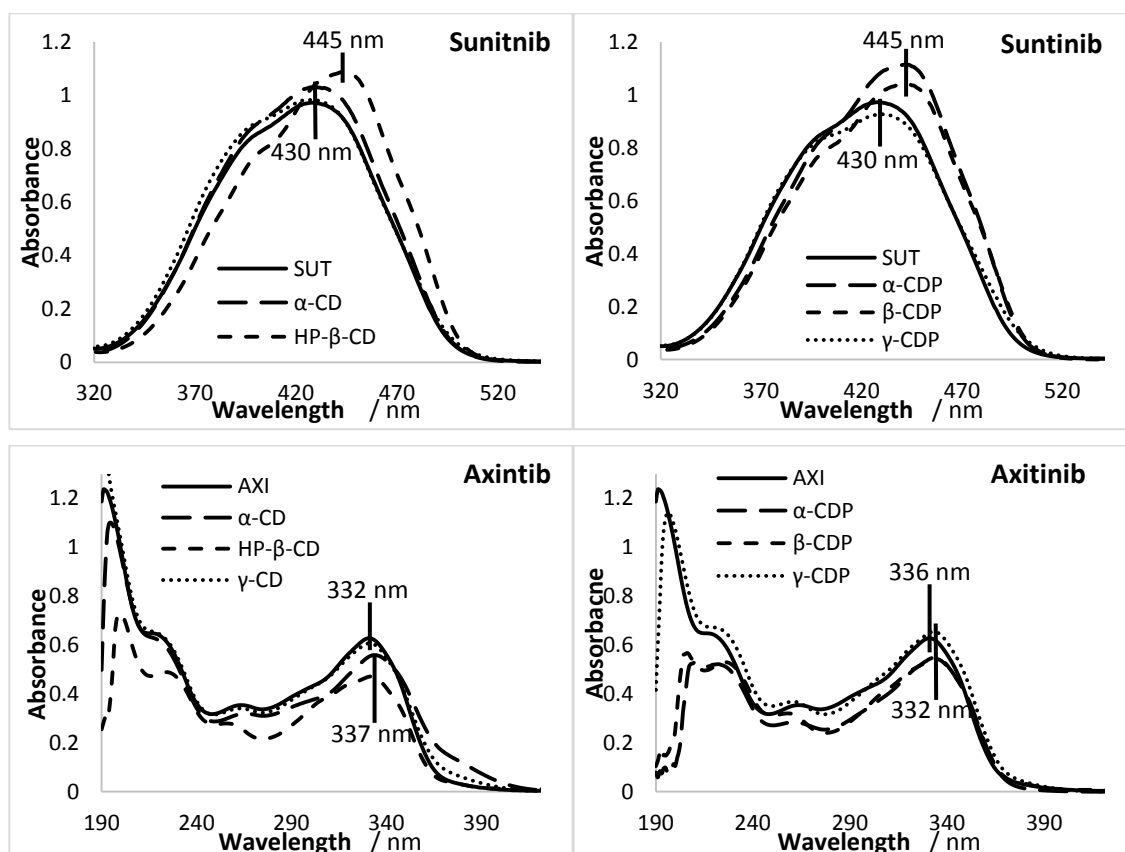 Sunitnib
445 nm
430 nm
Absorbance
1.2
1
0.8
0.6
0.4
0.2
0
SUT
α-CD
HP-β-CD
320 370 420 470 520
Wavelength / nm
Suntinib
445 nm
430 nm
Absorbance
1.2
1
0.8
0.6
0.4
0.2
0
SUT
α-CDP
β-CDP
γ-CDP
320 370 420 470 520
Wavelength / nm
Axintib
AXI
α-CD
HP-β-CD
γ-CD
332 nm
337 nm
Absorbance
1.2
1
0.8
0.6
0.4
0.2
0
190 240 290 340 390
Wavelength / nm
Axitinib
AXI
α-CDP
β-CDP
γ-CDP
336 nm
332 nm
Absorbacne
1.2
1
0.8
0.6
0.4
0.2
0
190 240 290 340 390
Wavelength / nm